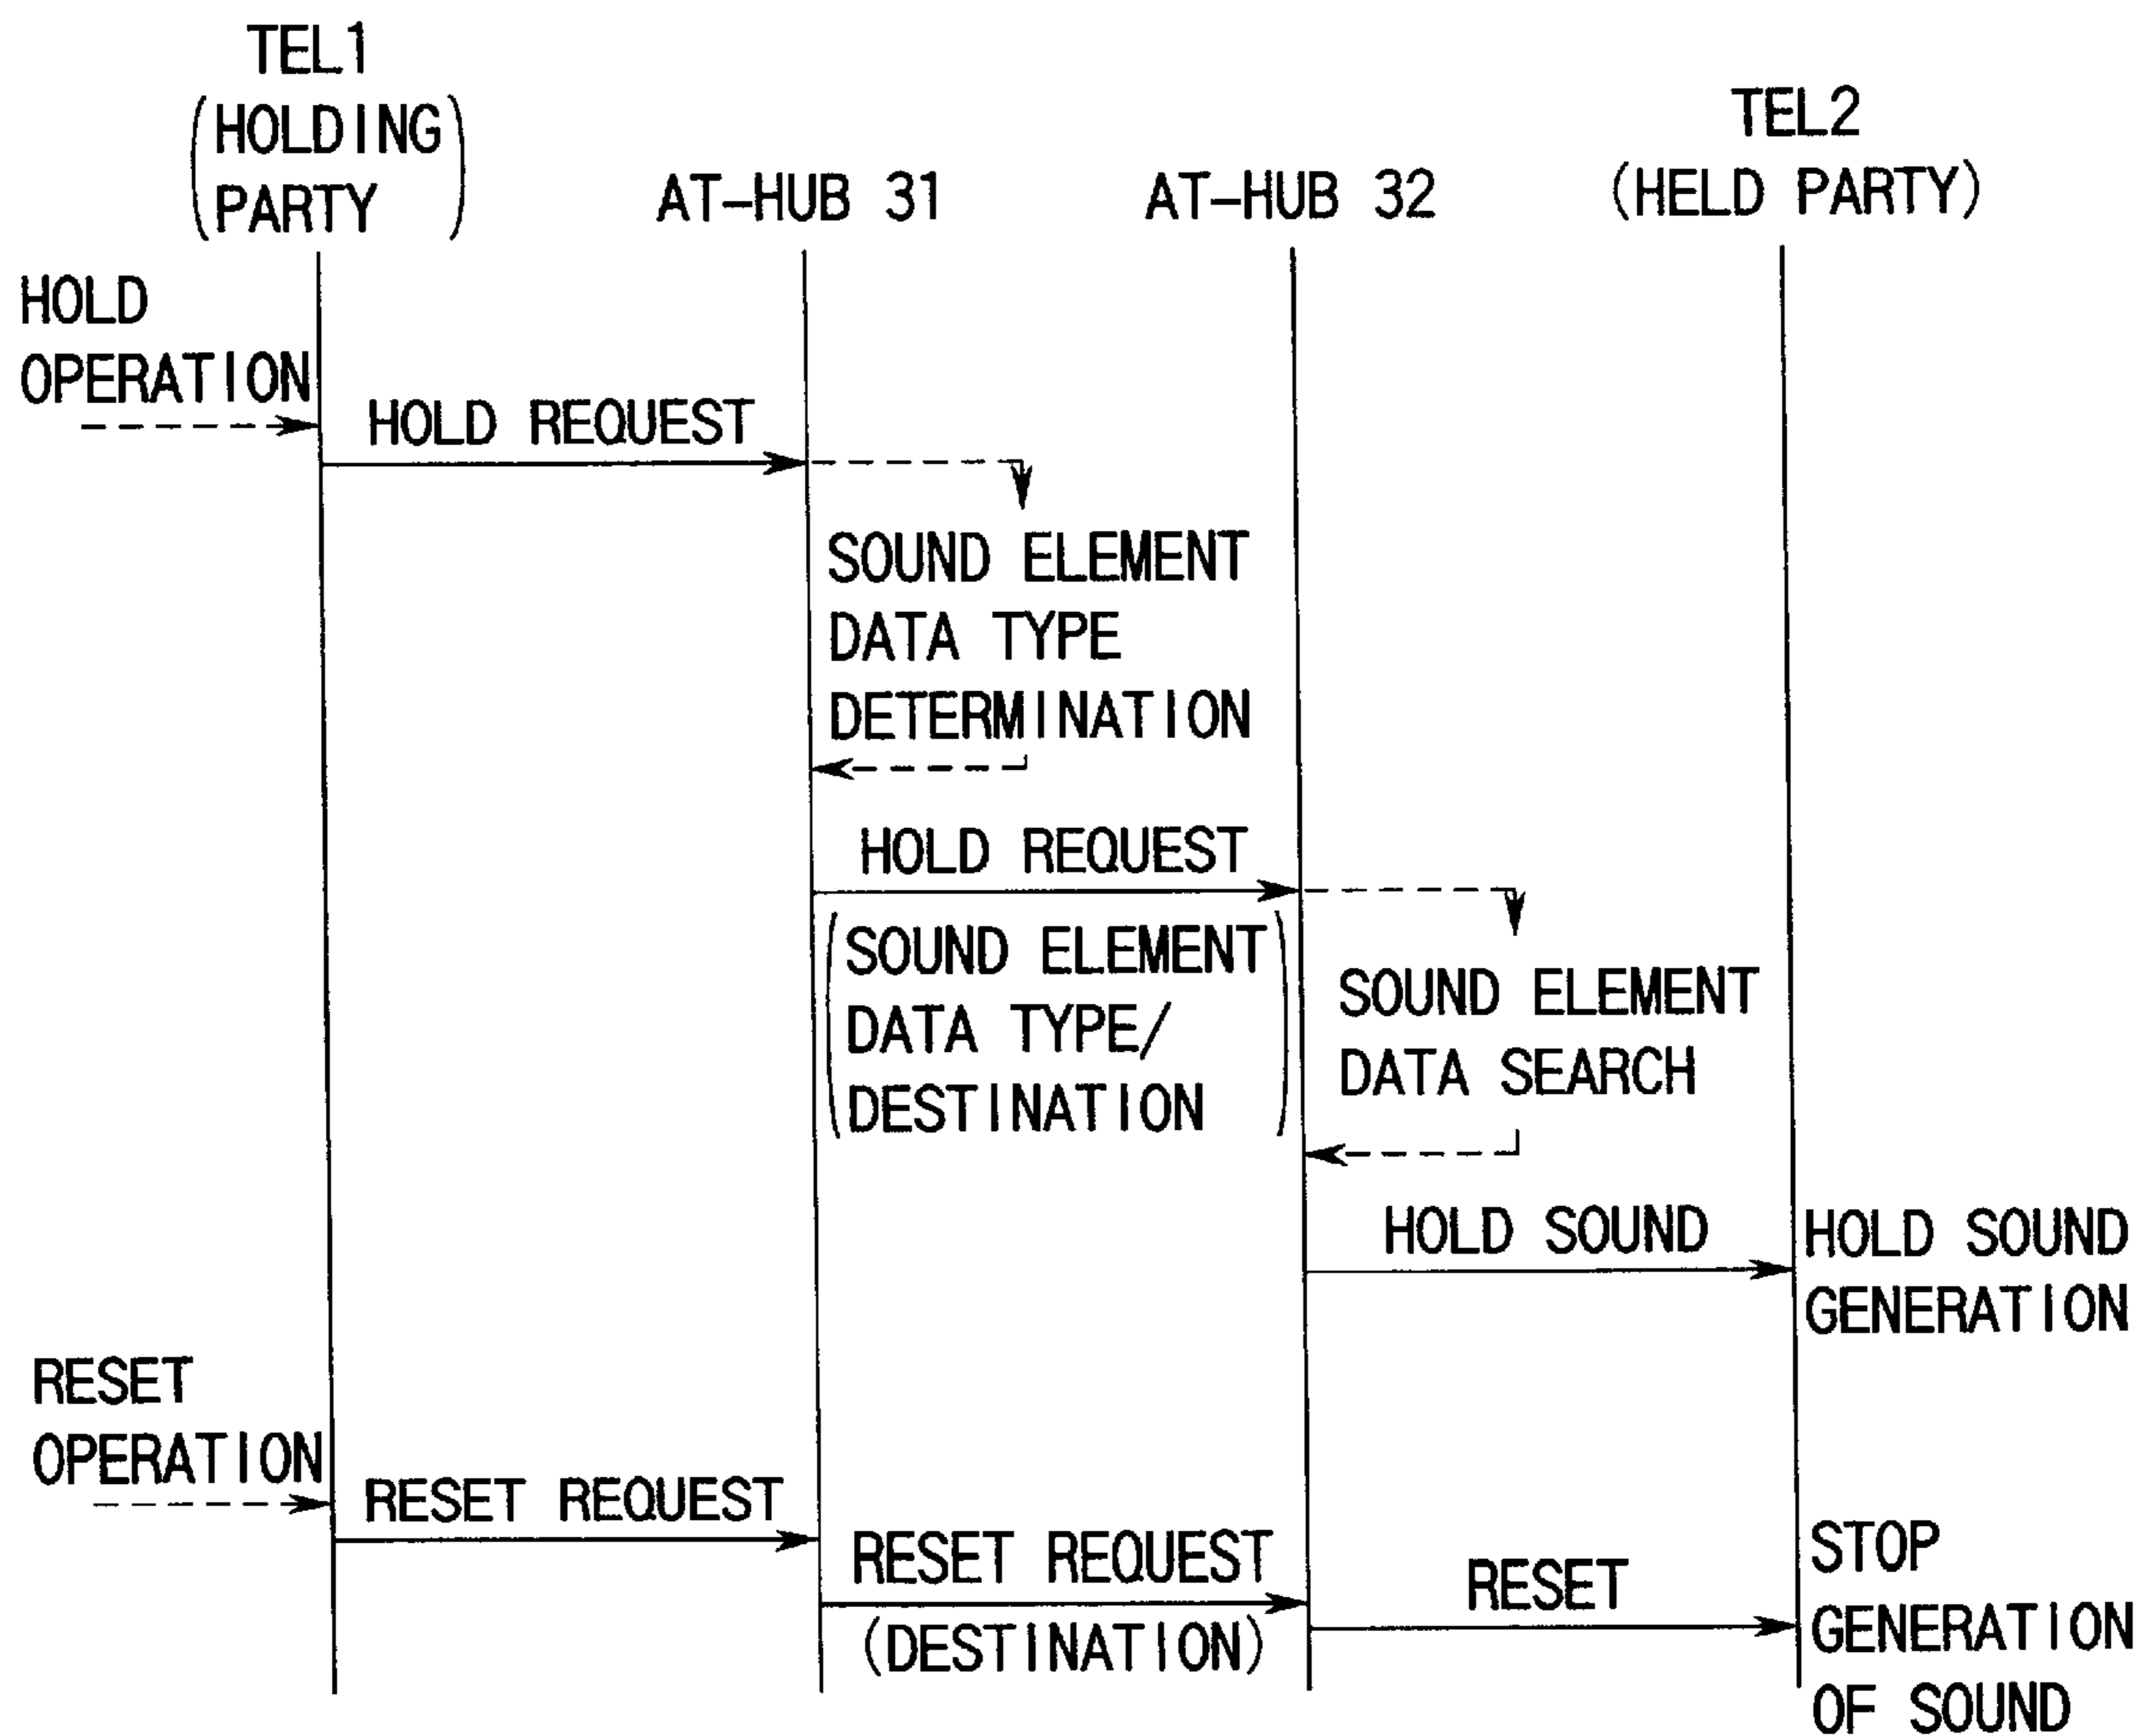 TEL1
(HOLDING
PARTY)
AT-HUB 31
AT-HUB 32
TEL2
(HELD PARTY)
HOLD
OPERATION
HOLD REQUEST
SOUND ELEMENT
DATA TYPE
DETERMINATION
HOLD REQUEST
(SOUND ELEMENT
DATA TYPE/
DESTINATION)
SOUND ELEMENT
DATA SEARCH
HOLD SOUND
HOLD SOUND
GENERATION
RESET
OPERATION
RESET REQUEST
RESET REQUEST
(DESTINATION)
RESET
STOP
GENERATION
OF SOUND